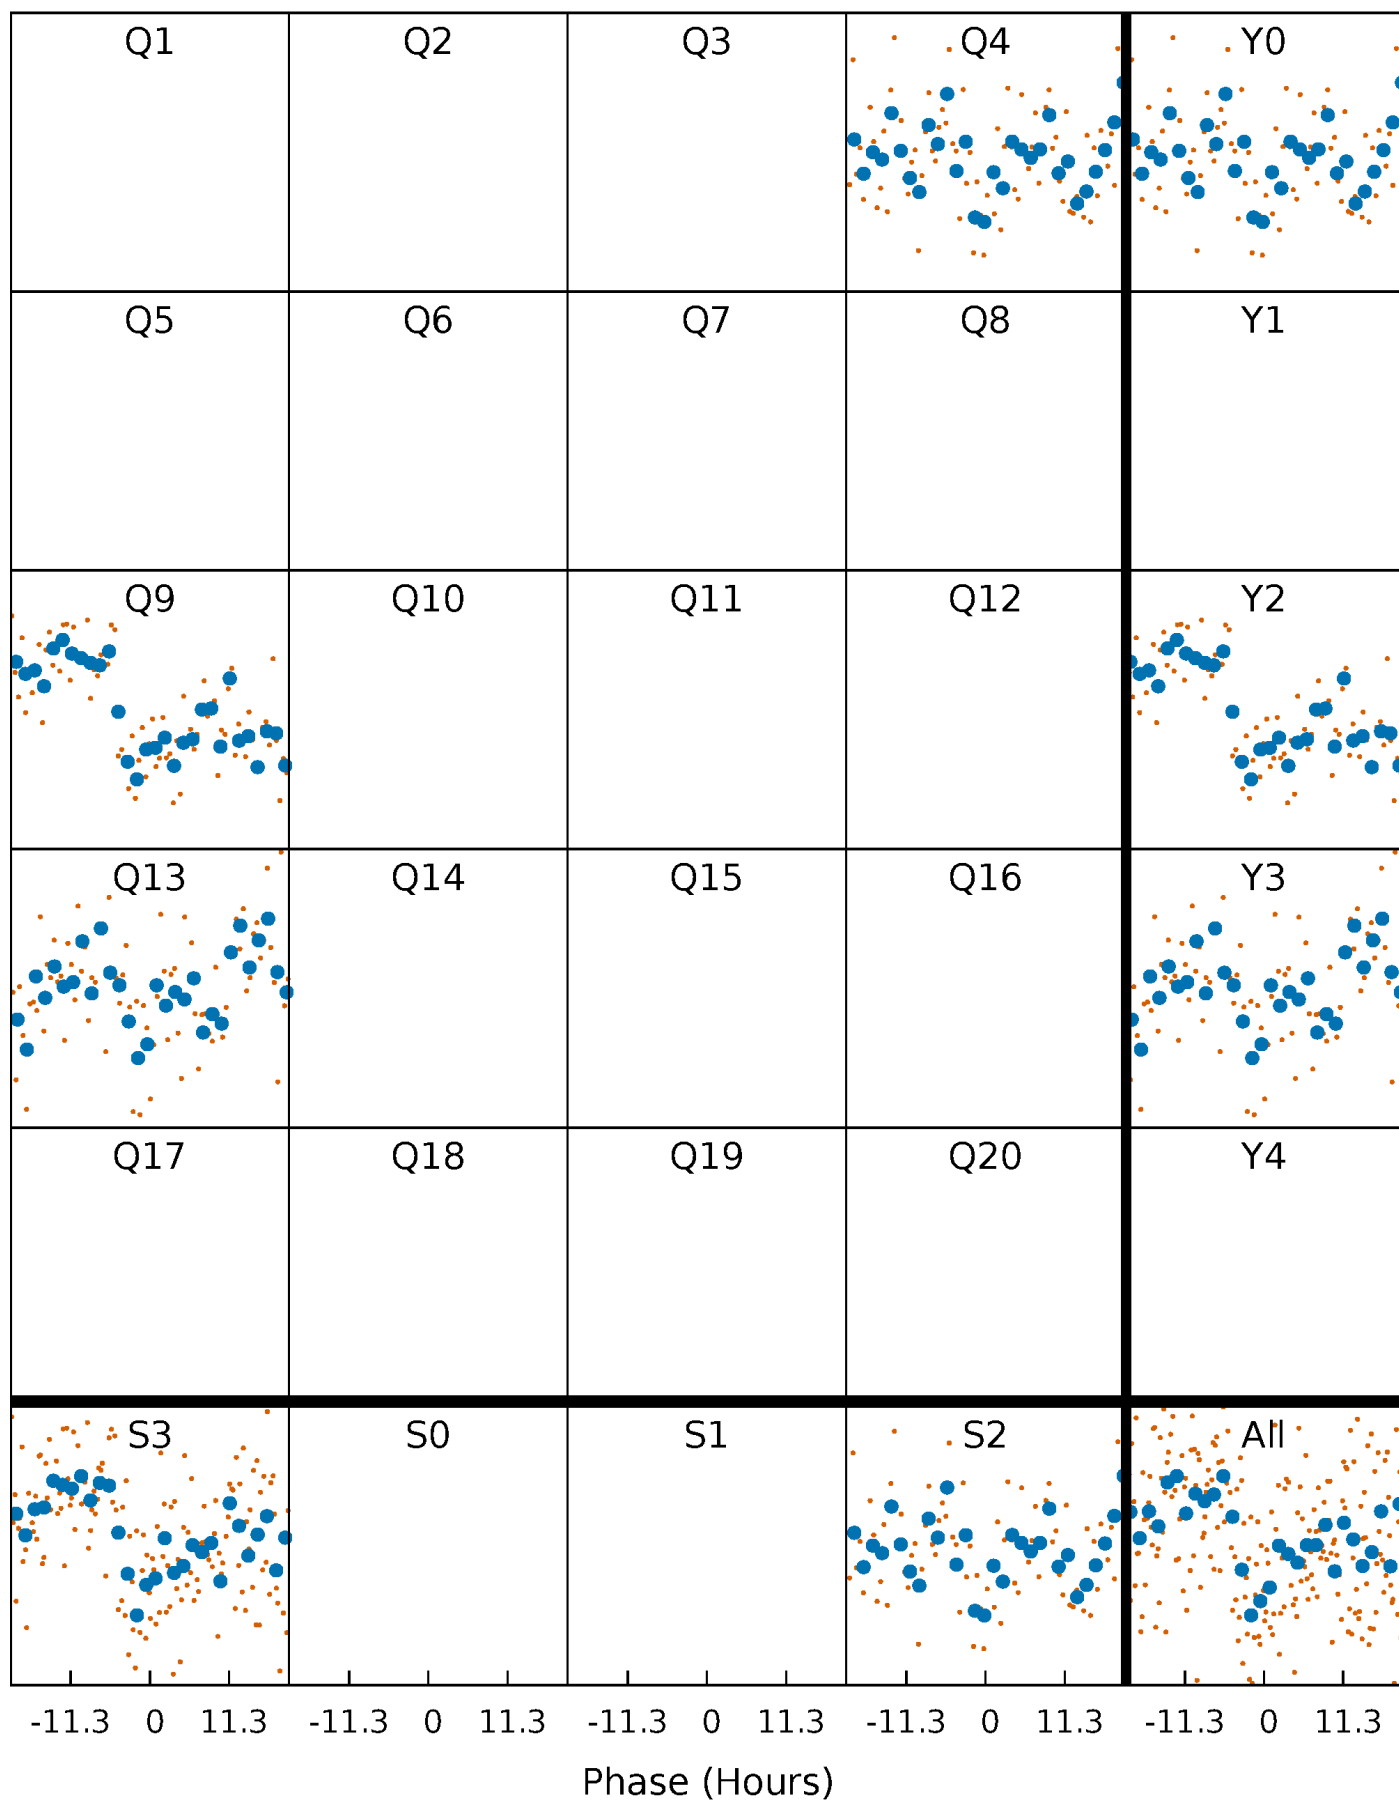 Q1 Q2 Q3 Q4 Y0
Q5 Q6 Q7 Q8 Y1
Q9 Q10 Q11 Q12 Y2
Q13 Q14 Q15 Q16 Y3
Q17 Q18 Q19 Q20 Y4
S3 S0 S1 S2 All
-11.3 0 11.3 -11.3 0 11.3 -11.3 0 11.3 -11.3 0 11.3 -11.3 0 11.3
Phase (Hours)